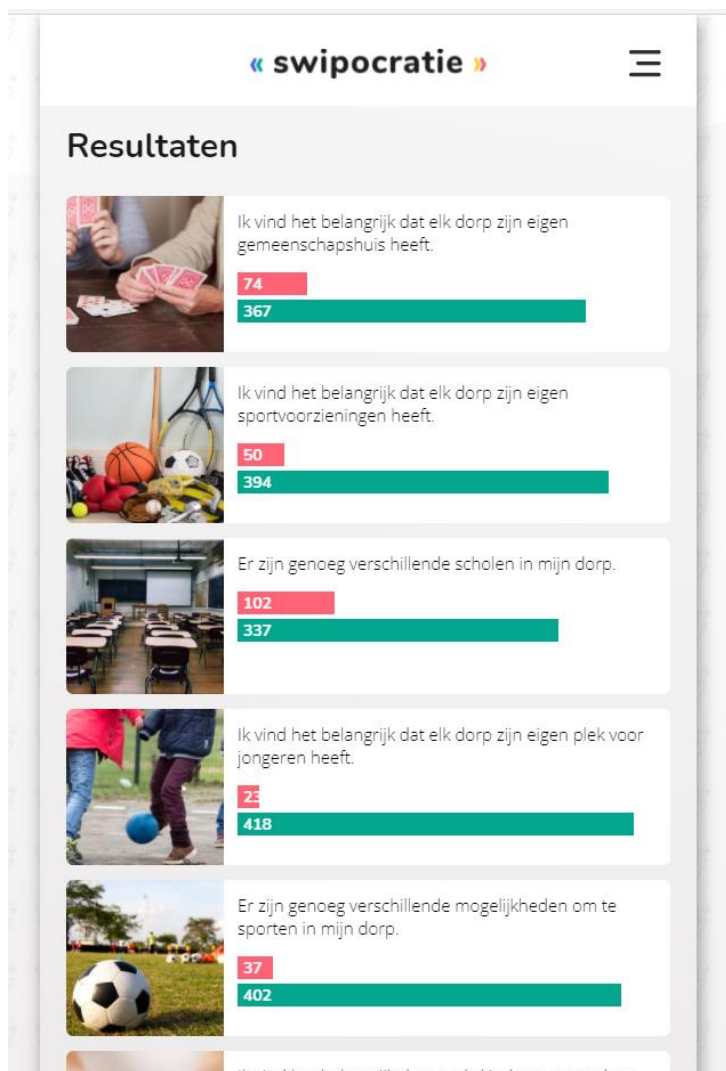 « swipocratie »
Resultaten
Ik vind het belangrijk dat elk dorp zijn eigen
gemeenschapshuis heeft.
74
367
Ik vind het belangrijk dat elk dorp zijn eigen
sportvoorzieningen heeft.
50
394
Er zijn genoeg verschillende scholen in mijn dorp.
102
337
Ik vind het belangrijk dat elk dorp zijn eigen plek voor
jongeren heeft.
23
418
Er zijn genoeg verschillende mogelijkheden om te
sporten in mijn dorp.
37
402